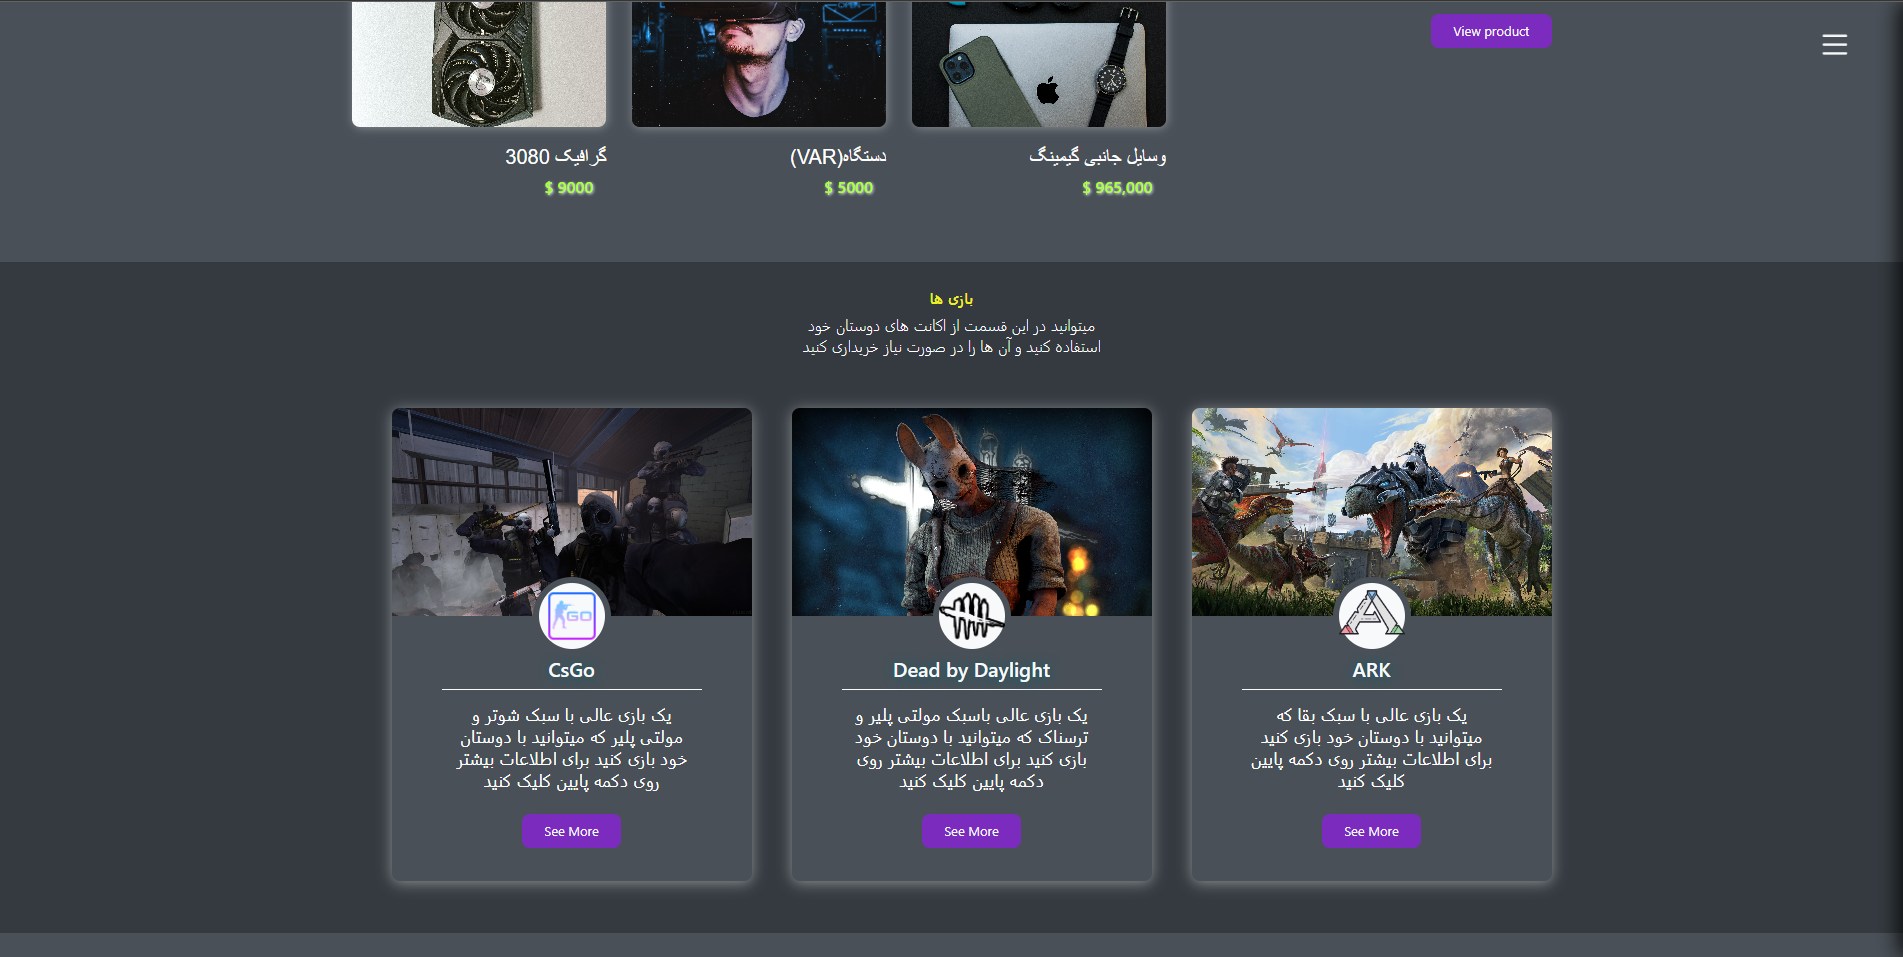 View product
وسایل جانبی گیمینگ
$ 965,000
دستگاه(VAR)
$ 5000
گرافیک 3080
$ 9000
بازی ها
میتوانید در این قسمت از اکانت های دوستان خود
استفاده کنید و آن ها را در صورت نیاز خریداری کنید
GO
CsGo
یک بازی عالی با سبک شوتر و
مولتی پلیر که میتوانید با دوستان
خود بازی کنید برای اطلاعات بیشتر
روی دکمه پایین کلیک کنید
See More
Dead by Daylight
یک بازی عالی باسبک مولتی پلیر و
ترسناک که میتوانید با دوستان خود
بازی کنید برای اطلاعات بیشتر روی
دکمه پایین کلیک کنید
See More
ARK
یک بازی عالی با سبک بقا که
میتوانید با دوستان خود بازی کنید
برای اطلاعات بیشتر روی دکمه پایین
کلیک کنید
See More